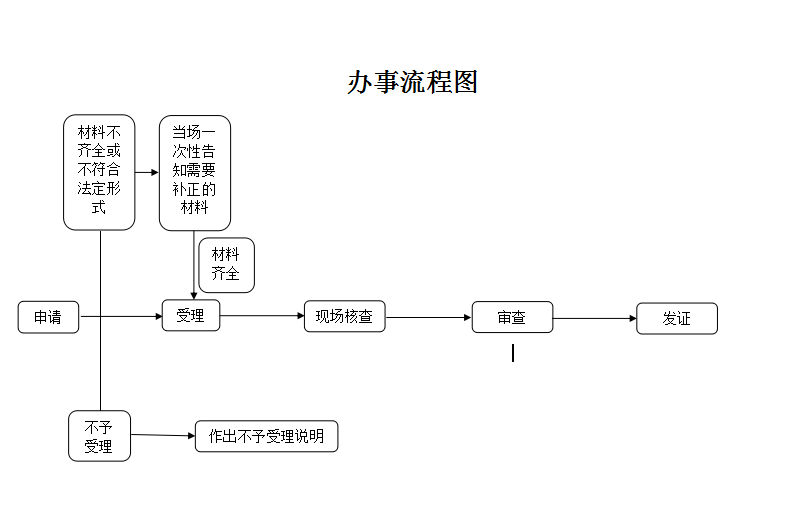 办事流程图
材料不
齐全或
不符合
法定形
式
当场一
次性告
知需要
补正的
材料
材料
齐全
申请
受理
现场核查
审查
发证
不予
受理
作出不予受理说明